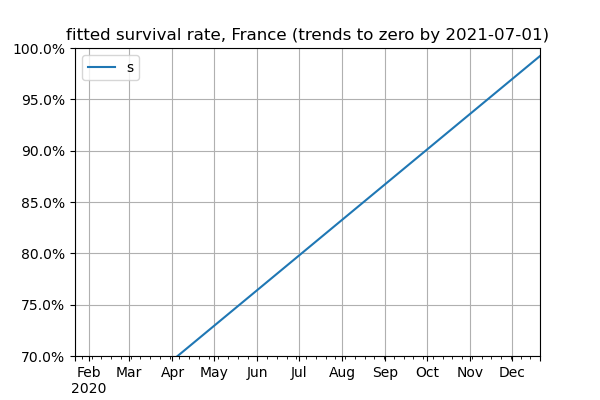 fitted survival rate, France (trends to zero by 2021-07-01)
100.0%
s
95.0%
90.0%
85.0%
80.0%
75.0%
70.0%
Feb Mar Apr May Jun Jul Aug Sep Oct Nov Dec
2020